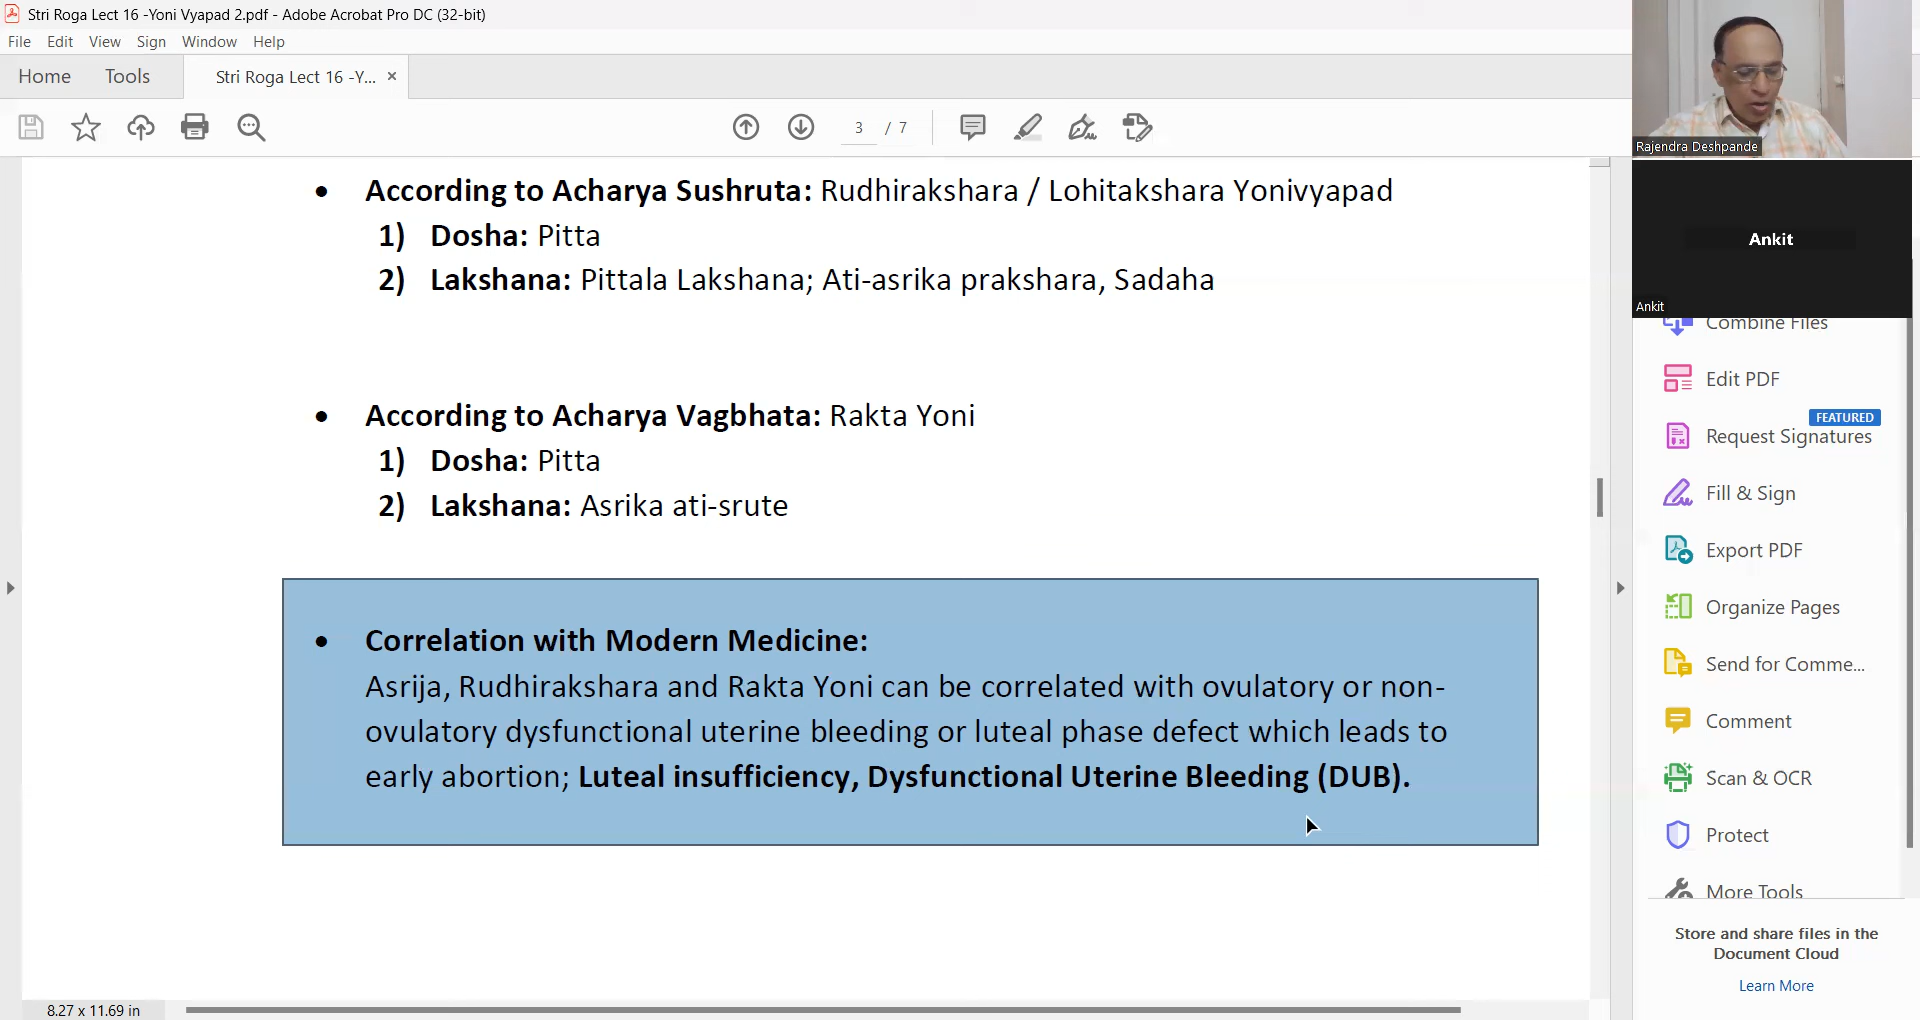 Stri Roga Lect 16 -Yoni Vyapad 2.pdf - Adobe Acrobat Pro DC (32-bit)
File Edit View Sign Window Help
Home Tools Stri Roga Lect 16 -Y... ×
3 / 7
• According to Acharya Sushruta: Rudhirakshara / Lohitakshara Yonivyapad
1) Dosha: Pitta
2) Lakshana: Pittala Lakshana; Ati-asrika prakshara, Sadaha
• According to Acharya Vagbhata: Rakta Yoni
1) Dosha: Pitta
2) Lakshana: Asrika ati-srute
• Correlation with Modern Medicine:
Asrija, Rudhirakshara and Rakta Yoni can be correlated with ovulatory or non-
ovulatory dysfunctional uterine bleeding or luteal phase defect which leads to
early abortion; Luteal insufficiency, Dysfunctional Uterine Bleeding (DUB).
8.27 x 11.69 in
Rajendra Deshpande
Ankit
Ankit
Combine Files
Edit PDF
FEATURED
Request Signatures
Fill & Sign
Export PDF
Organize Pages
Send for Comme...
Comment
Scan & OCR
Protect
More Tools
Store and share files in the
Document Cloud
Learn More